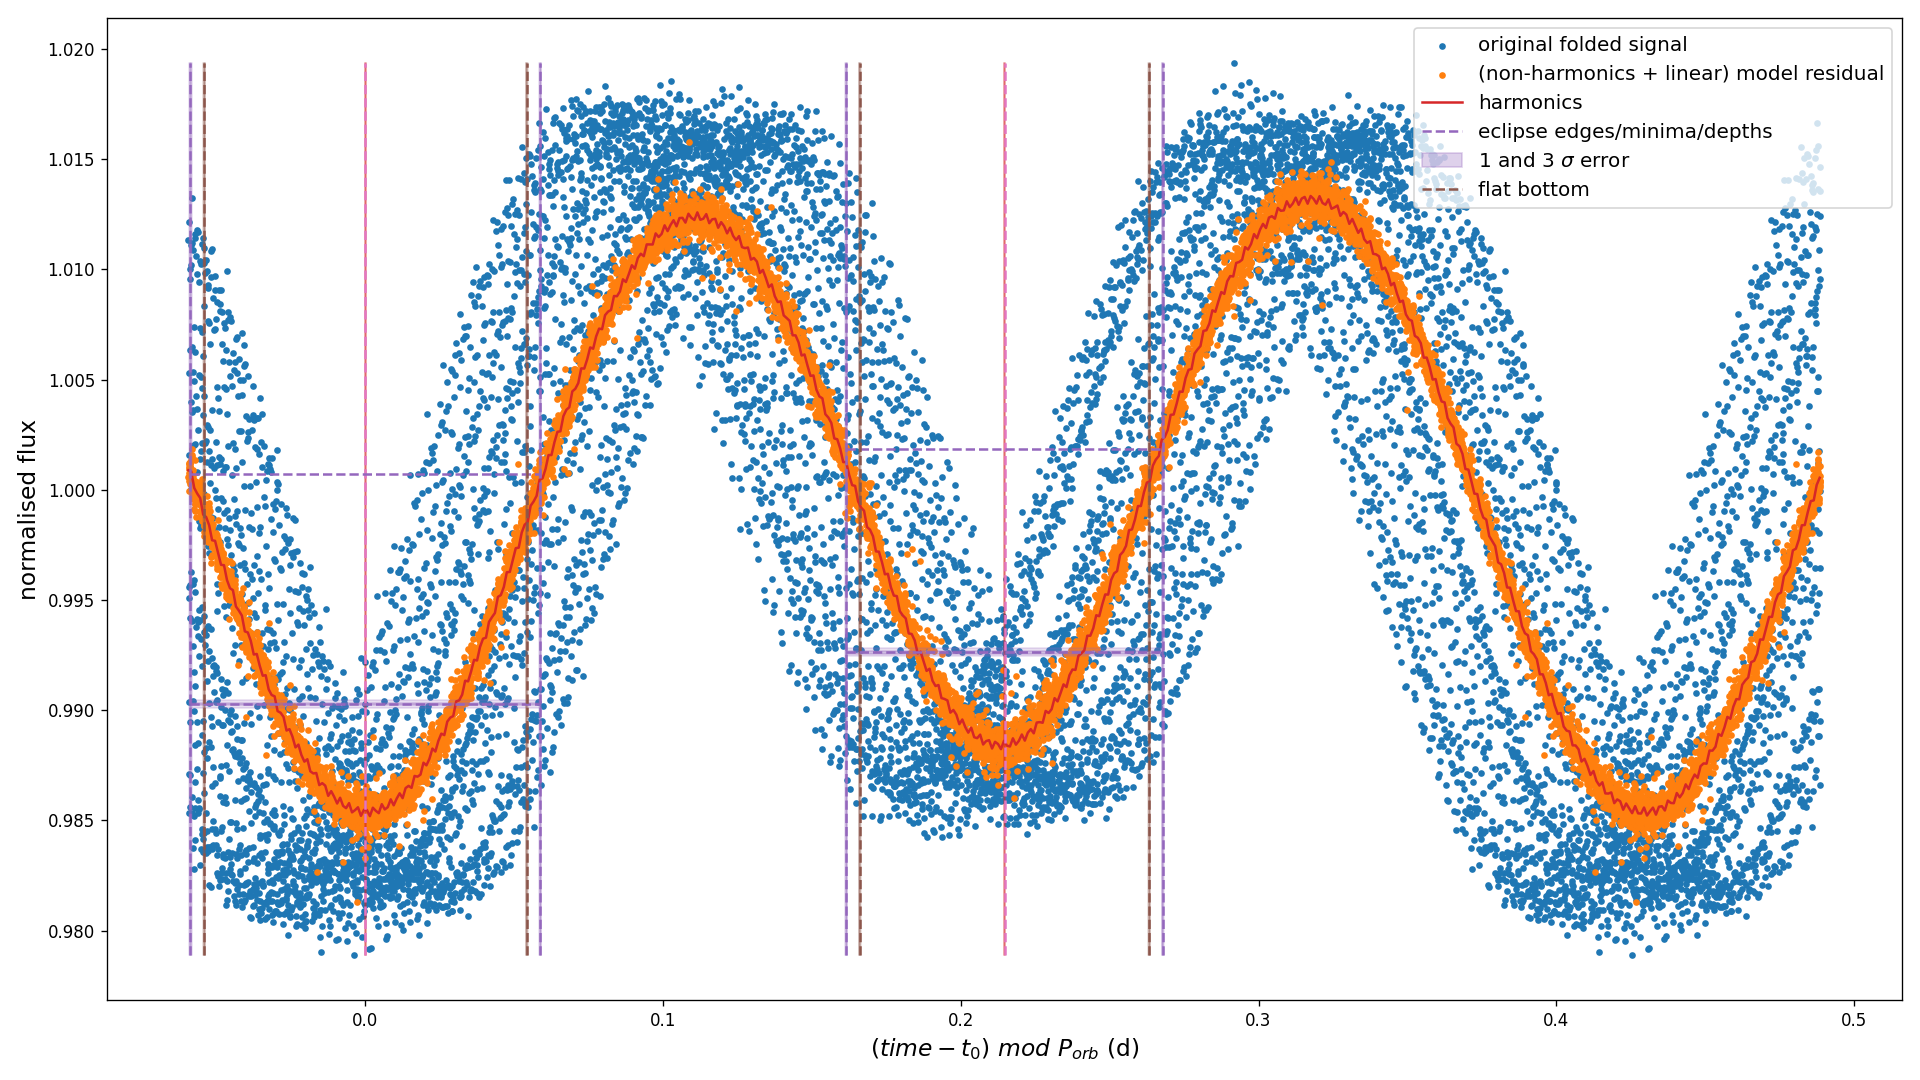 1.020
1.015
1.010
1.005
1.000
0.995
0.990
0.985
0.980
normalised flux
original folded signal
(non-harmonics + linear) model residual
harmonics
eclipse edges/minima/depths
1 and 3 σ error
flat bottom
0.0 0.1 0.2 0.3 0.4 0.5
(time − t₀) mod Pₒᵣb (d)